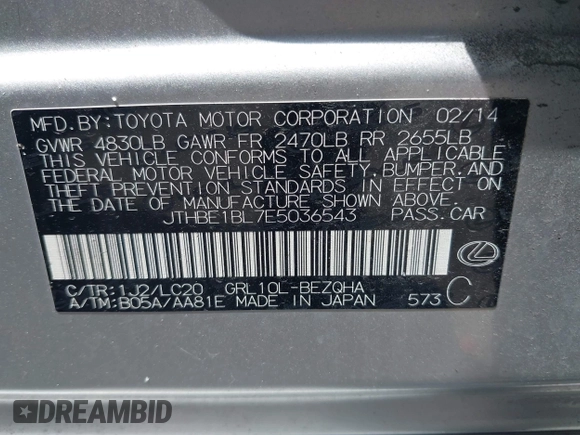 MFD.BY:TOYOTA MOTOR CORPORATION 02/14
GVWR 4830LB GAWR FR 2470LB RR 2655LB
THIS VEHICLE CONFORMS TO ALL APPLICABLE
FEDERAL MOTOR VEHICLE SAFETY,BUMPER,AND
THEFT PREVENTION STANDARDS IN EFFECT ON
THE DATE OF MANUFACTURE SHOWN ABOVE.
JTHBE1BL7E5036543 PASS.CAR
C/TR:1J2/LC20 GRL10L-BEZQHA
A/TM:B05A/AA81E MADE IN JAPAN 573 C
DREAMBID